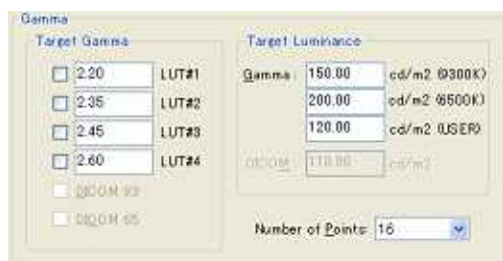 Gamma
Target Gamma
2.20 LUT#1
2.35 LUT#2
2.45 LUT#3
2.60 LUT#4
DICOM 93
DICOM 65
Target Luminance
Gamma: 150.00 cd/m2 (9300K)
200.00 cd/m2 (6500K)
120.00 cd/m2 (USER)
DICOM: 110.00 cd/m2
Number of Points: 16